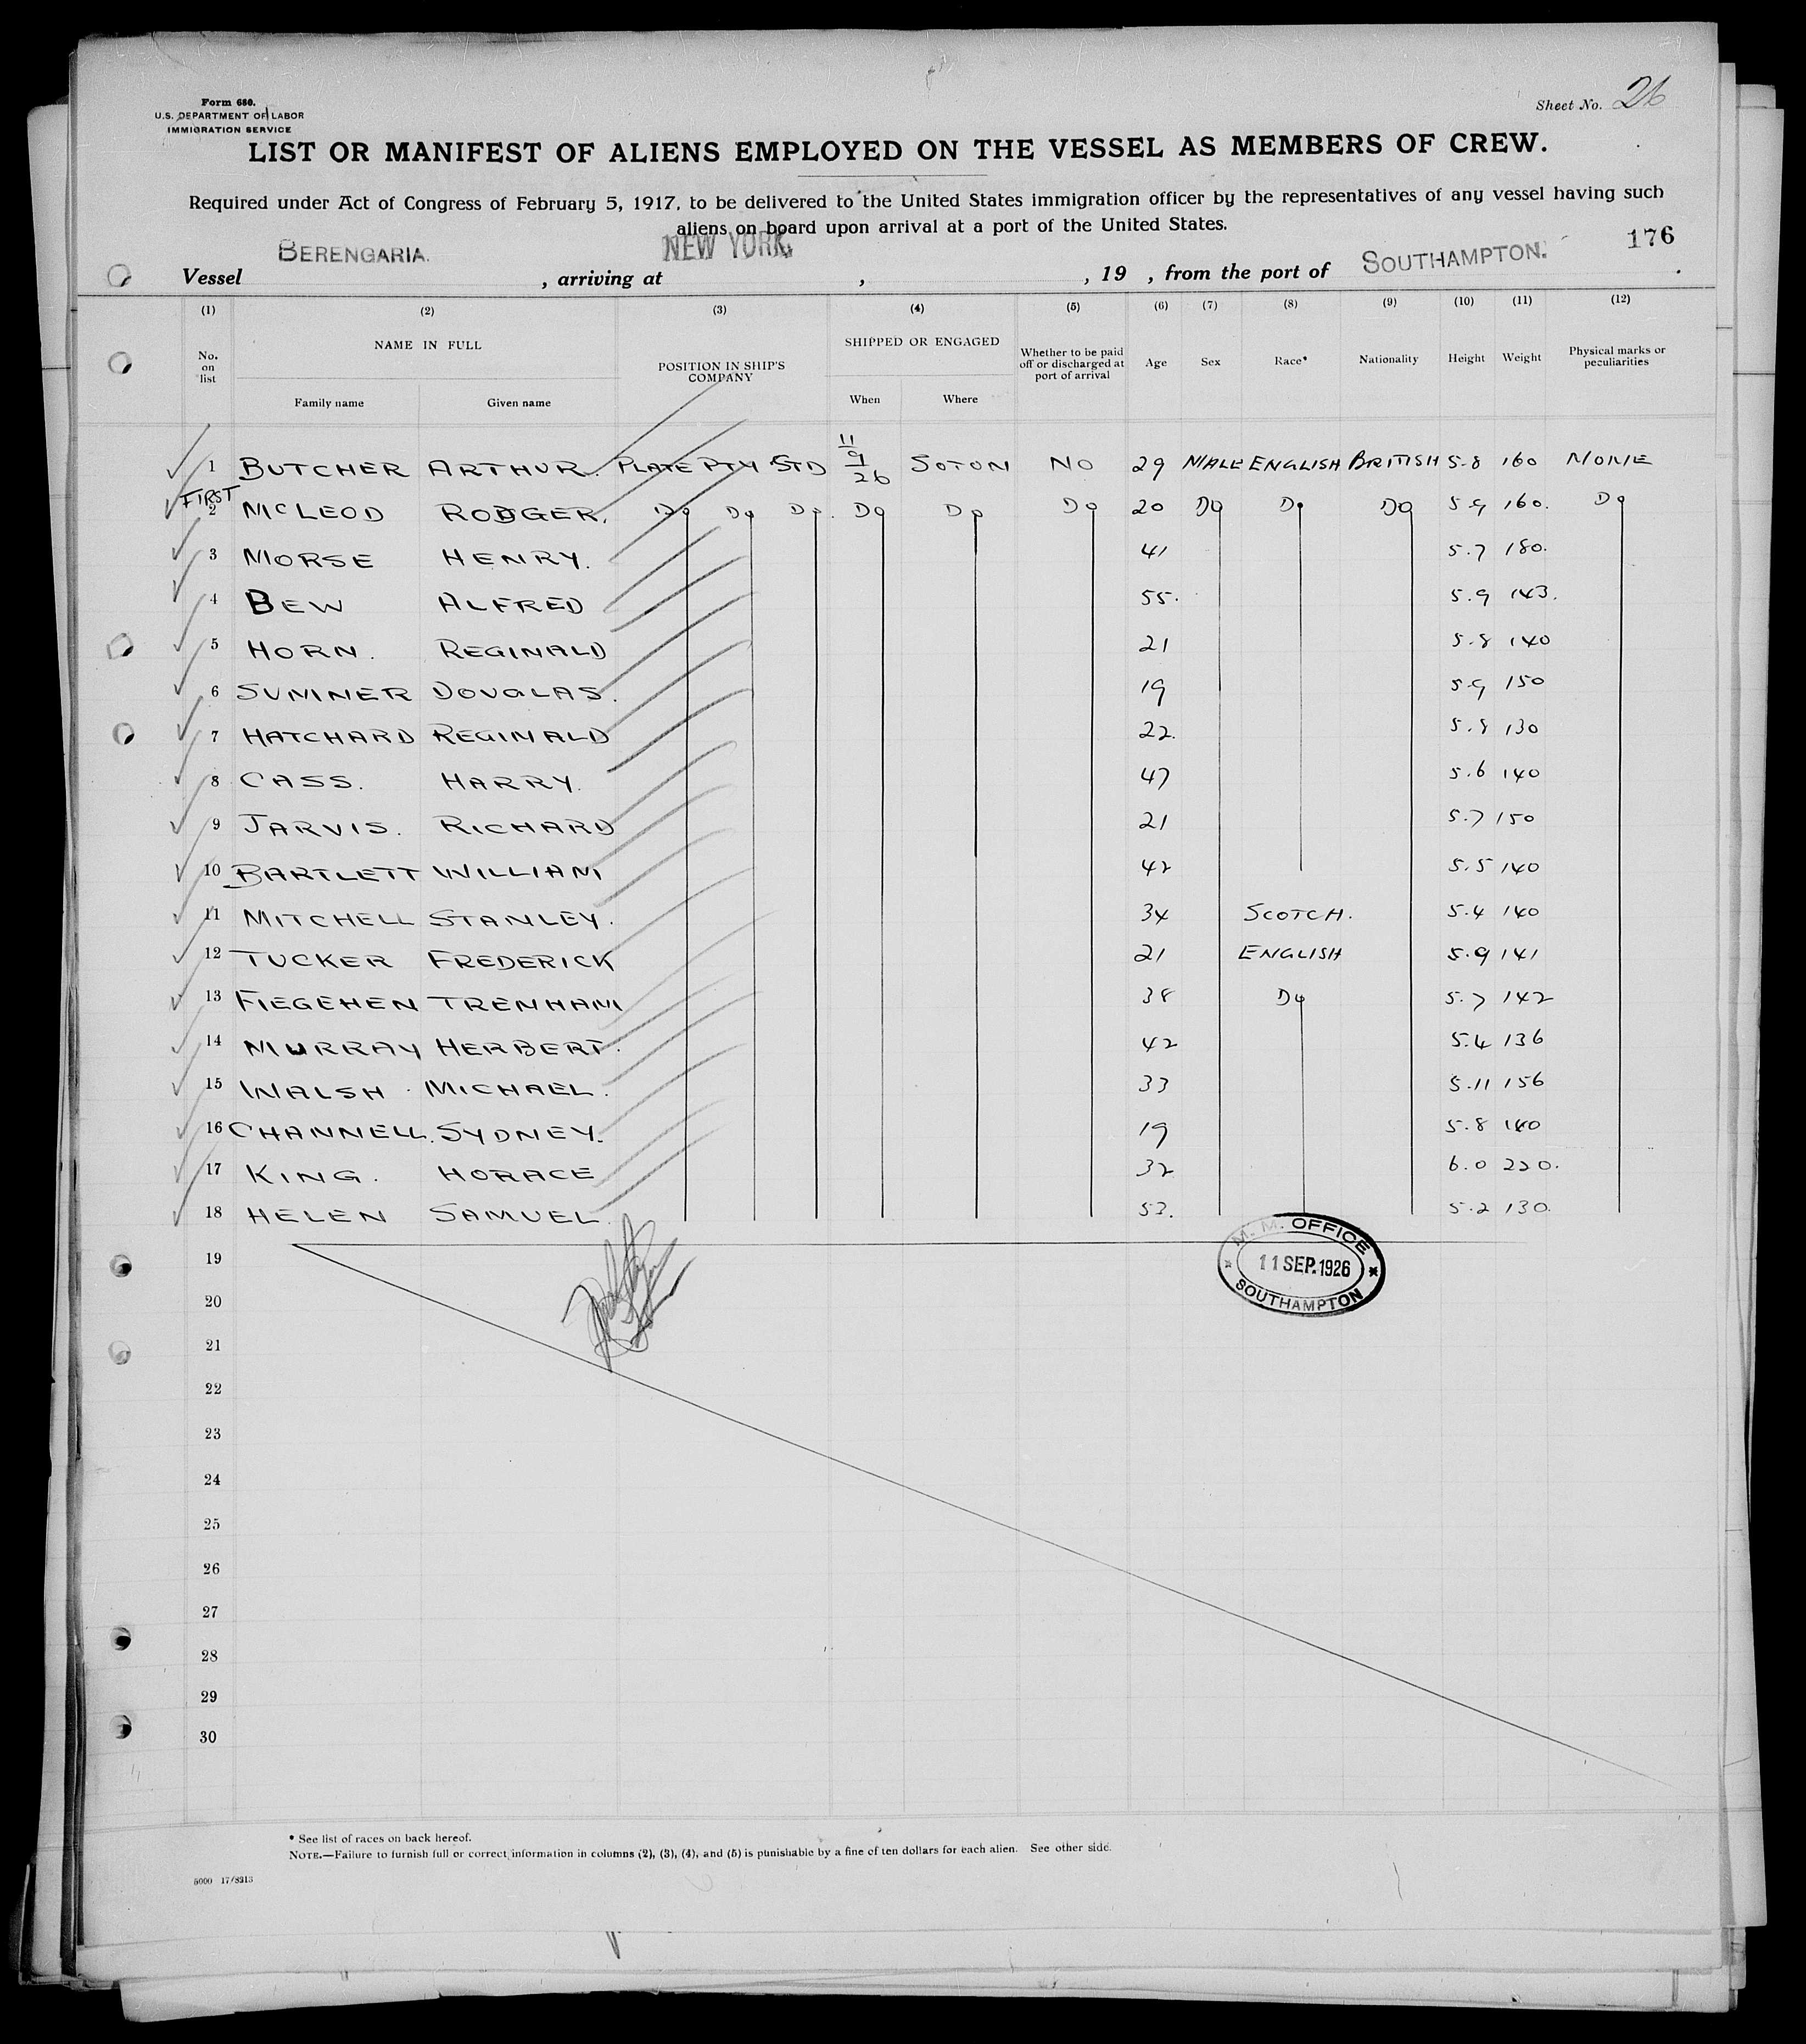 Form 680.
U.S. DEPARTMENT OF LABOR
IMMIGRATION SERVICE
Sheet No. 26
LIST OR MANIFEST OF ALIENS EMPLOYED ON THE VESSEL AS MEMBERS OF CREW.
Required under Act of Congress of February 5, 1917, to be delivered to the United States immigration officer by the representatives of any vessel having such
aliens on board upon arrival at a port of the United States.
176
Vessel BERENGARIA. , arriving at NEW YORK. , , 19 , from the port of SOUTHAMPTON.
(1) (2) (3) (4) (5) (6) (7) (8) (9) (10) (11) (12)
No. on list NAME IN FULL Family name Given name POSITION IN SHIP'S COMPANY SHIPPED OR ENGAGED When Where Whether to be paid off or discharged at port of arrival Age Sex Race* Nationality Height Weight Physical marks or peculiarities
1 BUTCHER ARTHUR. PLATE PTY STD 11/9/26 SOTON NO 29 MALE ENGLISH BRITISH 5.8 160 NONE
FIRST
2 McLEOD RODGER. Do Do Do. Do Do Do 20 Do Do Do 5.9 160. Do
3 MORSE HENRY. 41 5.7 180.
4 BEW ALFRED 55. 5.9 143.
5 HORN. REGINALD 21 5.8 140
6 SUMNER DOUGLAS. 19 5.9 150
7 HATCHARD REGINALD 22. 5.8 130
8 CASS. HARRY. 47 5.6 140
9 JARVIS. RICHARD 21 5.7 150
10 BARTLETT WILLIAM 42 5.5 140
11 MITCHELL STANLEY. 34 SCOTCH. 5.4 140
12 TUCKER FREDERICK 21 ENGLISH 5.9 141
13 FIEGEHEN TRENHAM 38 Do 5.7 142
14 MURRAY HERBERT. 42 5.4 136
15 WALSH MICHAEL. 33 5.11 156
16 CHANNELL. SYDNEY. 19 5.8 140
17 KING. HORACE 32 6.0 220.
18 HELEN SAMUEL. 53. 5.2 130.
19
M. M. OFFICE
11 SEP. 1926
SOUTHAMPTON
20
21
22
23
24
25
26
27
28
29
30
* See list of races on back hereof.
NOTE.—Failure to furnish full or correct information in columns (2), (3), (4), and (5) is punishable by a fine of ten dollars for each alien. See other side.
5000 17/8213